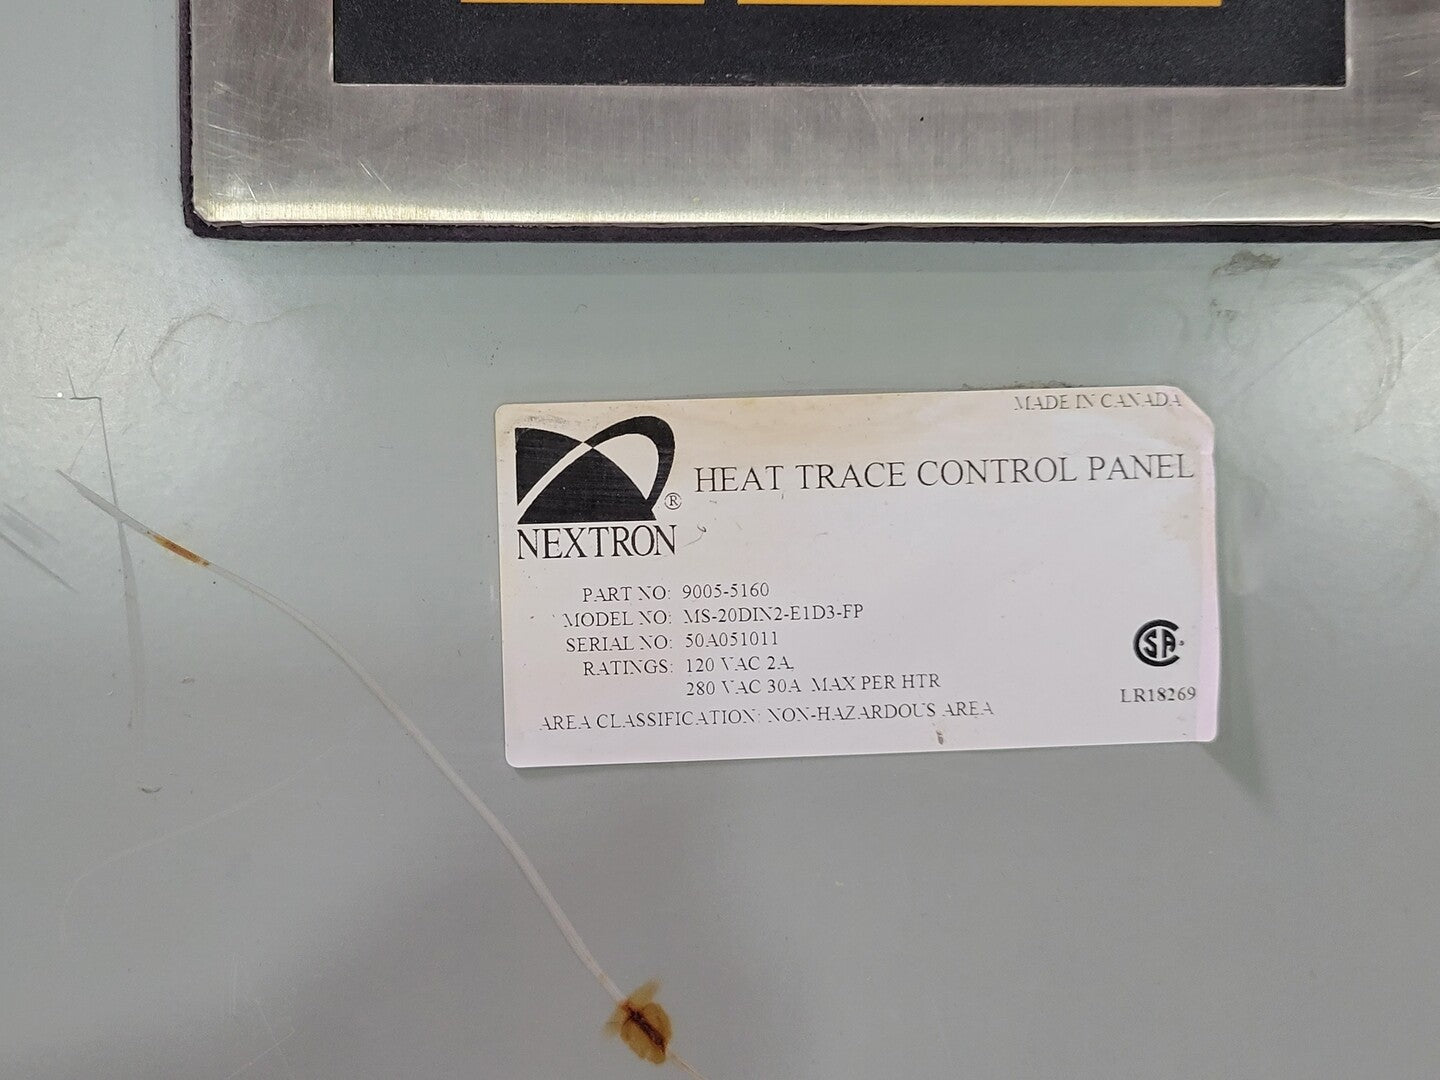 MADE IN CANADA
HEAT TRACE CONTROL PANEL
®
NEXTRON
PART NO: 9005-5160
MODEL NO: MS-20DIN2-E1D3-FP
SERIAL NO: 50A051011
RATINGS: 120 VAC 2A
280 VAC 30A MAX PER HTR
AREA CLASSIFICATION: NON-HAZARDOUS AREA
SA
LR18269